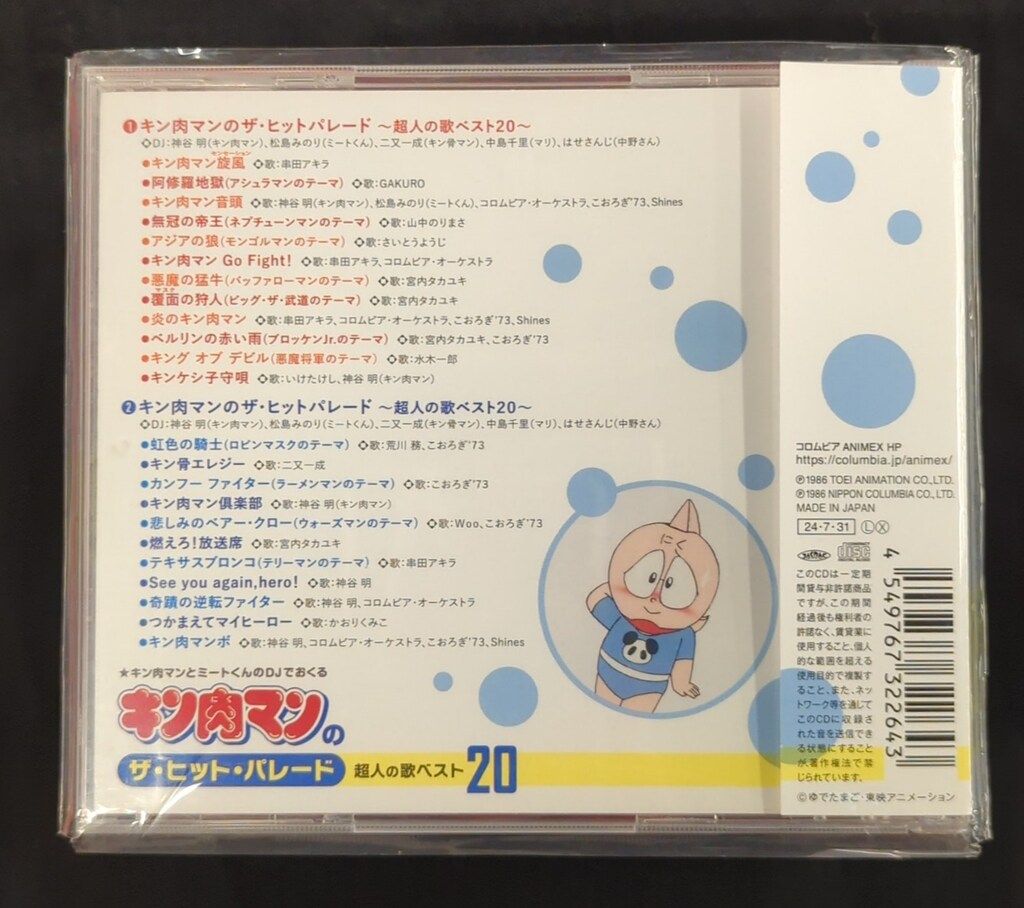 ❶キン肉マンのザ・ヒットパレード 〜超人の歌ベスト20〜
◇DJ:神谷 明(キン肉マン)、松島みのり(ミートくん)、二又一成(キン骨マン)、中島千里(マリ)、はせさんじ(中野さん)
●キン肉マン旋風 ◇歌:串田アキラ
●阿修羅地獄(アシュラマンのテーマ) ◇歌:GAKURO
●キン肉マン音頭 ◇歌:神谷 明(キン肉マン)、松島みのり(ミートくん)、コロムビア・オーケストラ、こおろぎ'73、Shines
●無冠の帝王(ネプチューンマンのテーマ) ◇歌:山中のりまさ
●アジアの狼(モンゴルマンのテーマ) ◇歌:さいとうようじ
●キン肉マン Go Fight! ◇歌:串田アキラ、コロムビア・オーケストラ
●悪魔の猛牛(バッファローマンのテーマ) ◇歌:宮内タカユキ
マスク
●覆面の狩人(ビッグ・ザ・武道のテーマ) ◇歌:宮内タカユキ
●炎のキン肉マン ◇歌:串田アキラ、コロムビア・オーケストラ、こおろぎ'73、Shines
●ベルリンの赤い雨(ブロッケンJr.のテーマ) ◇歌:宮内タカユキ、こおろぎ'73
●キング オブ デビル(悪魔将軍のテーマ) ◇歌:水木一郎
●キンケシ子守唄 ◇歌:いけたけし、神谷 明(キン肉マン)
❷キン肉マンのザ・ヒットパレード 〜超人の歌ベスト20〜
◇DJ:神谷 明(キン肉マン)、松島みのり(ミートくん)、二又一成(キン骨マン)、中島千里(マリ)、はせさんじ(中野さん)
●虹色の騎士(ロビンマスクのテーマ) ◇歌:荒川 務、こおろぎ'73
●キン骨エレジー ◇歌:二又一成
●カンフー ファイター(ラーメンマンのテーマ) ◇歌:こおろぎ'73
●キン肉マン倶楽部 ◇歌:神谷 明(キン肉マン)
●悲しみのベアー・クロー(ウォーズマンのテーマ) ◇歌:Woo、こおろぎ'73
●燃えろ!放送席 ◇歌:宮内タカユキ
●テキサスブロンコ(テリーマンのテーマ) ◇歌:串田アキラ
●See you again,hero! ◇歌:神谷 明
●奇蹟の逆転ファイター ◇歌:神谷 明、コロムビア・オーケストラ
●つかまえてマイヒーロー ◇歌:かおりくみこ
●キン肉マンボ ◇歌:神谷 明、コロムビア・オーケストラ、こおろぎ'73、Shines
★キン肉マンとミートくんのDJでおくる
キン肉マンの
ザ・ヒット・パレード 超人の歌ベスト20
コロムビア ANIMEX HP
https://columbia.jp/animex/
℗1986 TOEI ANIMATION CO.,LTD.
℗1986 NIPPON COLUMBIA CO., LTD.
MADE IN JAPAN
24・7・31 Ⓛ Ⓧ
disc
このCDは一定期
間貸与非許諾商品
ですが、この期間
経過後も権利者の
許諾なく、賃貸業に
使用すること、個人
的な範囲を超える
使用目的で複製す
ること、また、ネッ
トワーク等を通じて
このCDに収録さ
れた音を送信でき
る状態にすること
が、著作権法で禁
じられています。
4 549767 322643
©ゆでたまご・東映アニメーション